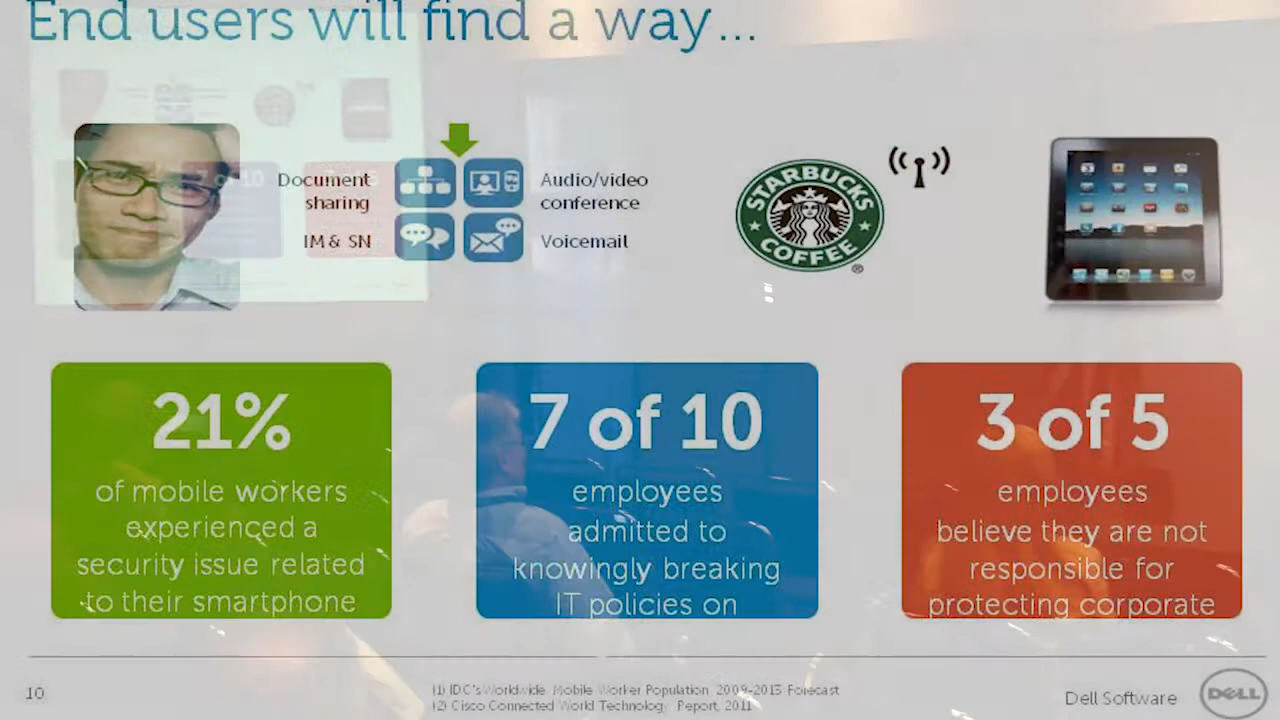 End users will find a way...
Document
sharing
IM & SN
Audio/video
conference
Voicemail
STARBUCKS
COFFEE
®
21%
of mobile workers
experienced a
security issue related
to their smartphone
7 of 10
employees
admitted to
knowingly breaking
IT policies on
3 of 5
employees
believe they are not
responsible for
protecting corporate
10
(1) IDC's Worldwide Mobile Worker Population 2009-2013 Forecast
(2) Cisco Connected World Technology Report, 2011
Dell Software
DELL